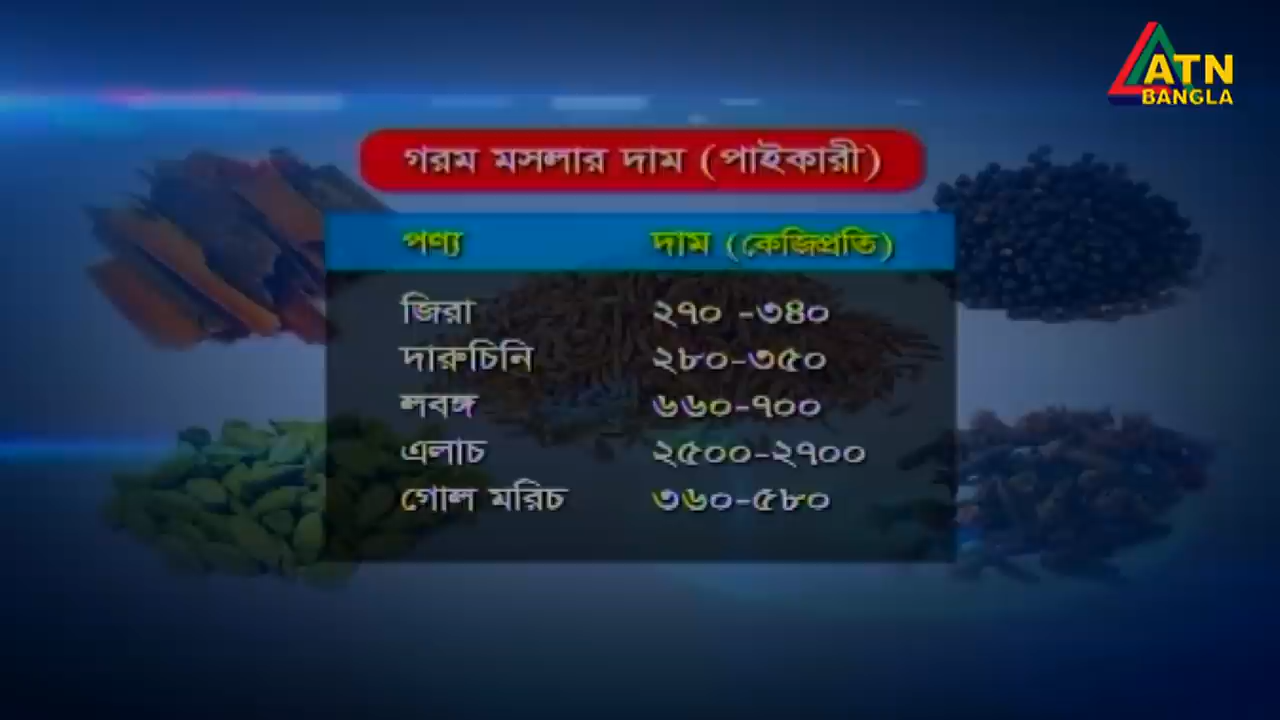 ATN
BANGLA
গরম মসলার দাম (পাইকারী)
পণ্য দাম (কেজিপ্রতি)
জিরা ২৭০ -৩৪০
দারুচিনি ২৮০-৩৫০
লবঙ্গ ৬৬০-৭০০
এলাচ ২৫০০-২৭০০
গোল মরিচ ৩৬০-৫৮০